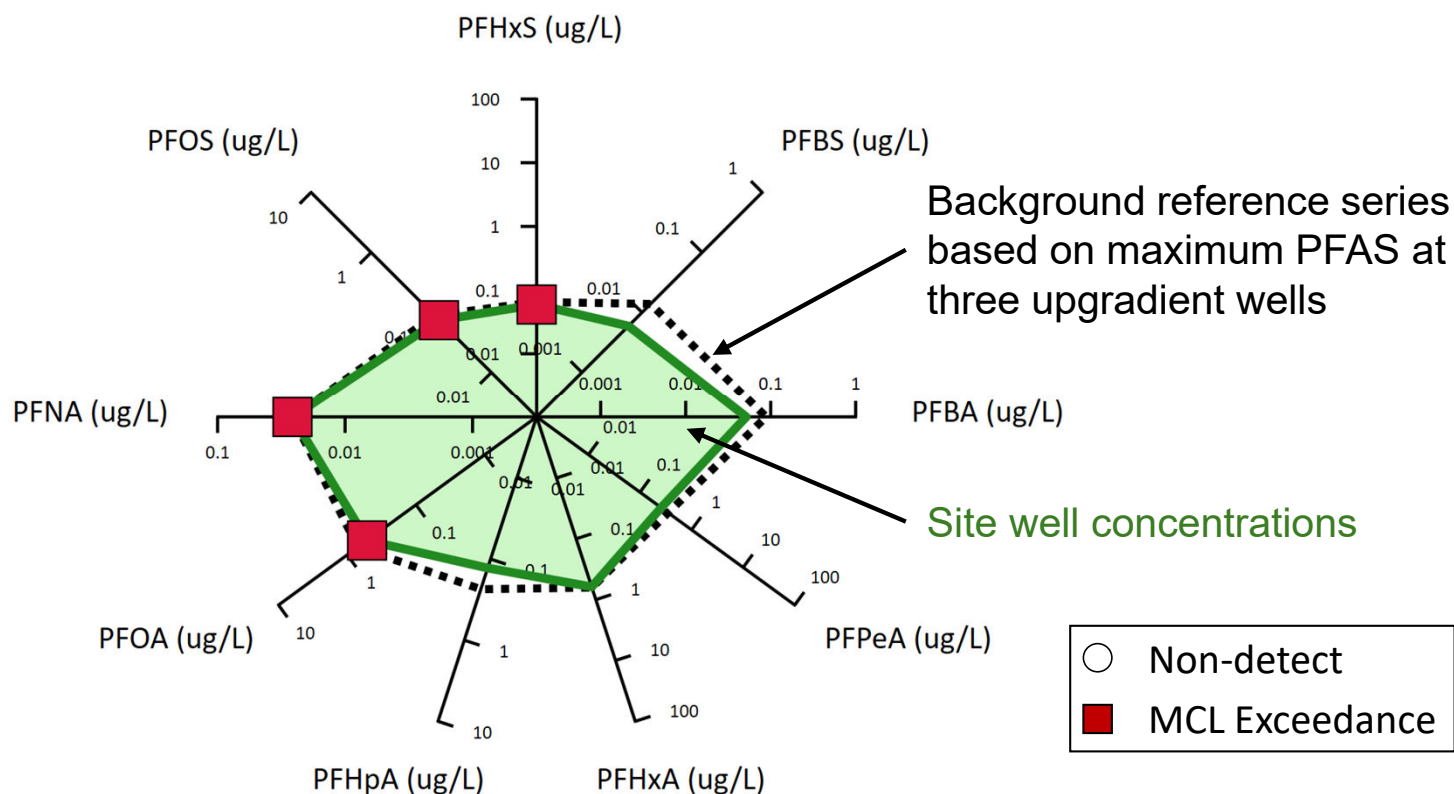 PFHxS (ug/L)
100
10
1
0.1
0.01
PFBS (ug/L)
1
0.1
0.01
0.001
Background reference series
based on maximum PFAS at
three upgradient wells
PFOS (ug/L)
10
1
0.1
0.01
PFNA (ug/L)
0.1
0.01
0.001
PFBA (ug/L)
0.001
0.01
0.1
1
Site well concentrations
PFPeA (ug/L)
0.01
0.1
1
10
100
PFOA (ug/L)
0.01
0.1
1
10
PFHpA (ug/L)
0.01
0.1
1
10
PFHxA (ug/L)
0.01
0.1
1
10
100
Non-detect
MCL Exceedance